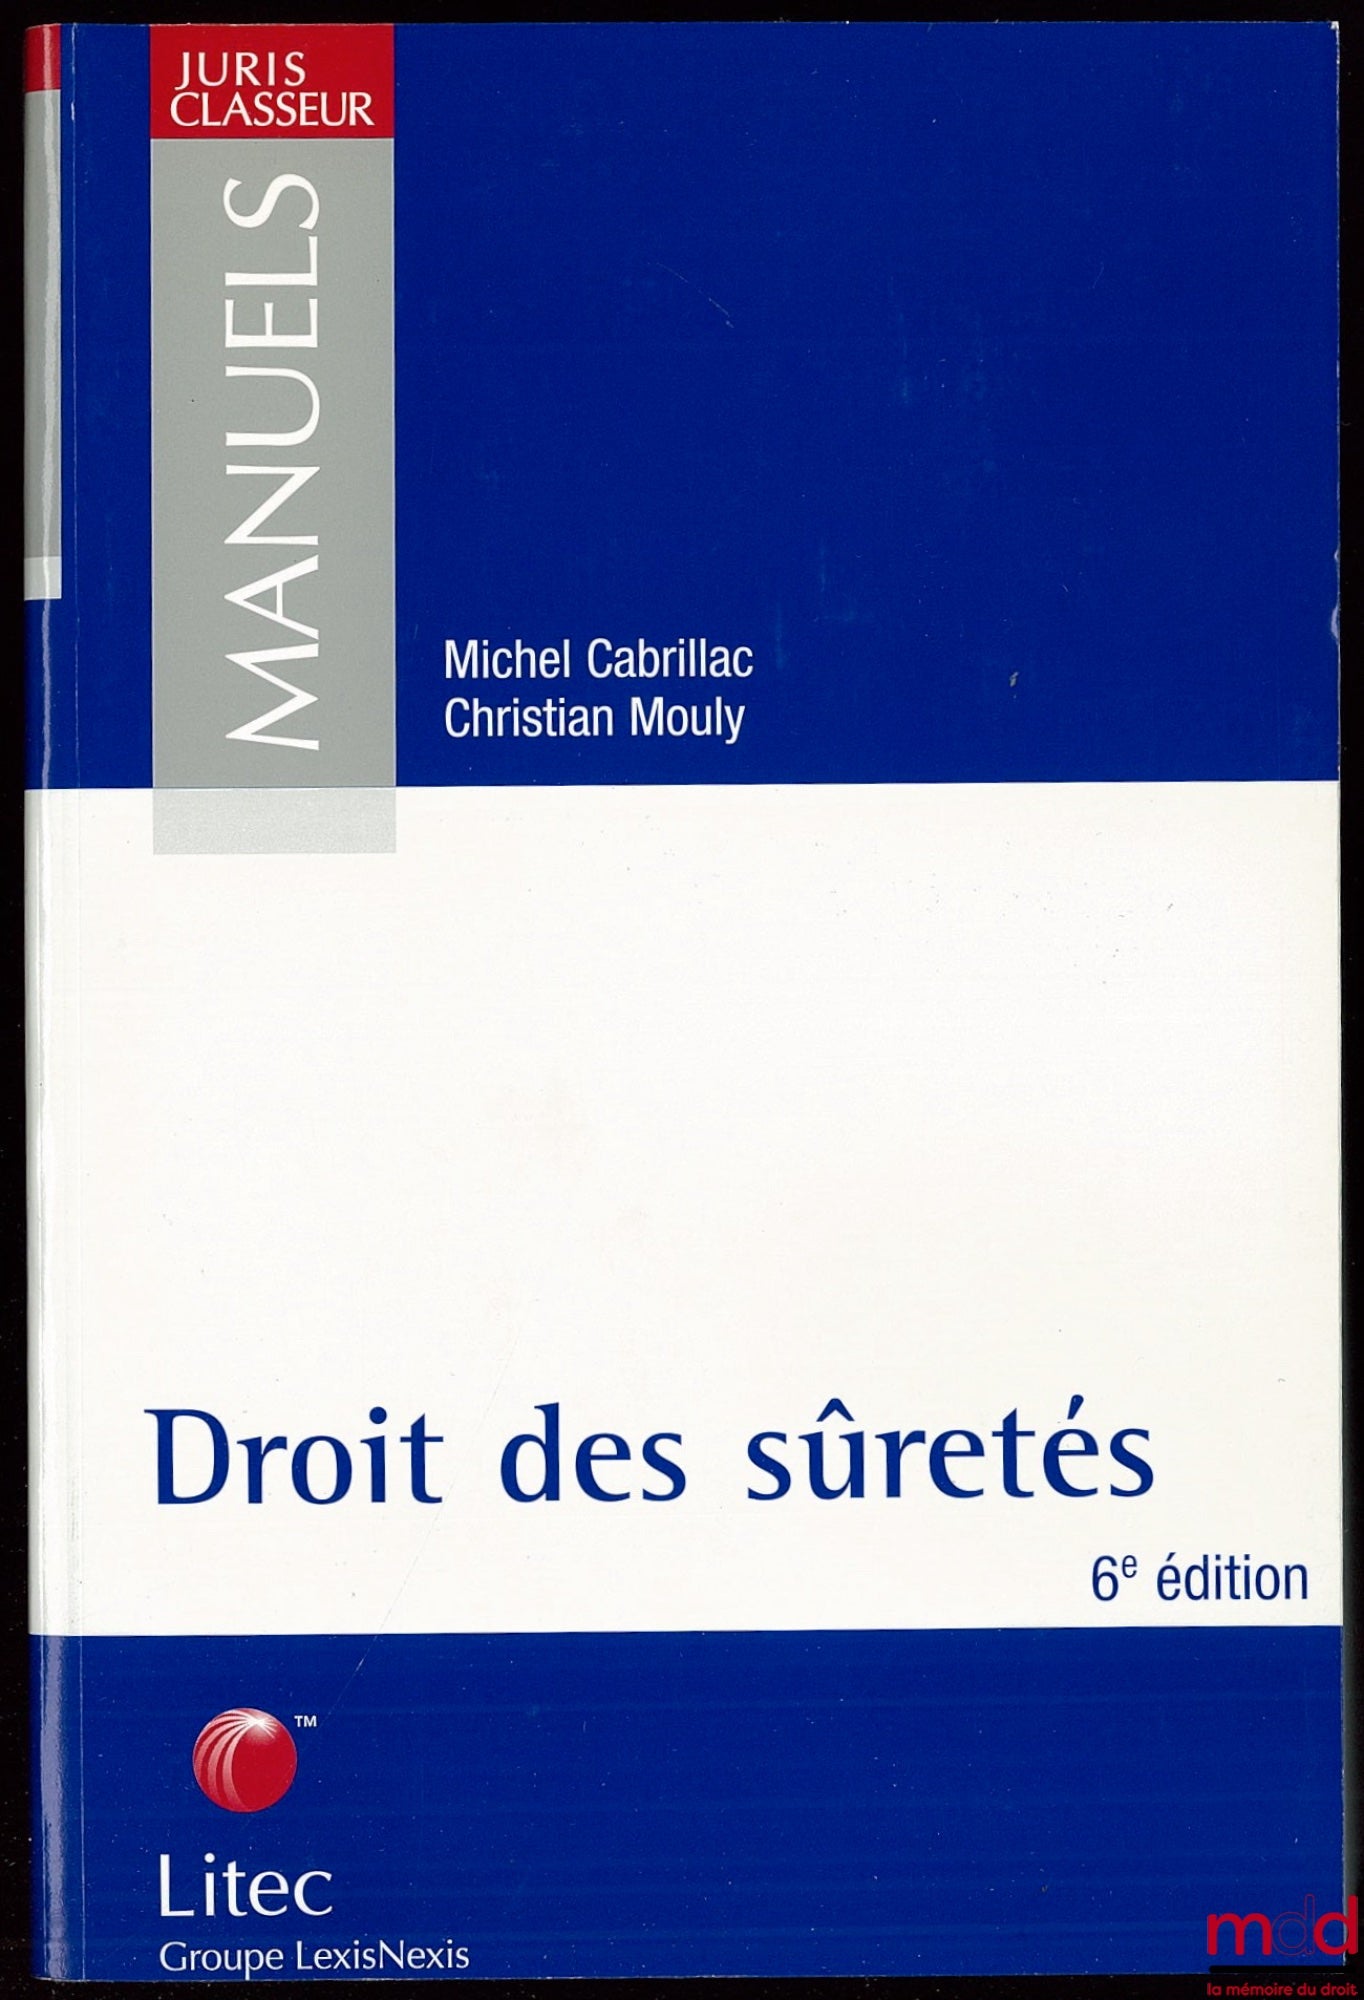 JURIS
CLASSEUR
MANUELS
Michel Cabrillac
Christian Mouly
Droit des sûretés
6e édition
TM
Litec
Groupe LexisNexis
mdd
la mémoire du droit